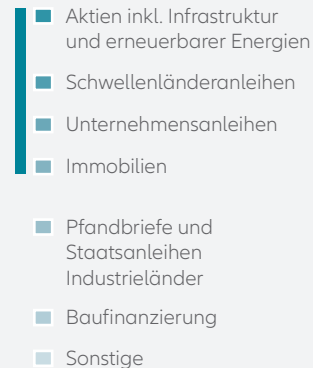 Aktien inkl. Infrastruktur
und erneuerbarer Energien
Schwellenländeranleihen
Unternehmensanleihen
Immobilien
Pfandbriefe und
Staatsanleihen
Industrieländer
Baufinanzierung
Sonstige